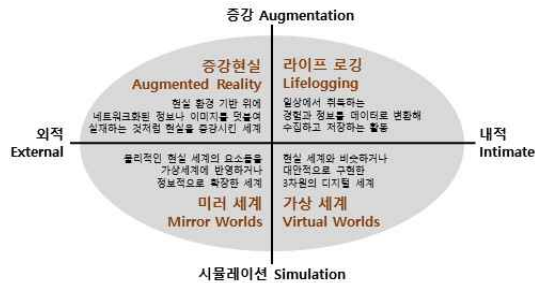 증강 Augmentation
증강현실
Augmented Reality
현실 환경 기반 위에
네트워크화된 정보나 이미지를 덧붙여
실재하는 것처럼 현실을 증강시킨 세계
라이프 로깅
Lifelogging
일상에서 취득하는
경험과 정보를 데이터로 변환해
수집하고 저장하는 활동
외적
External
내적
Intimate
물리적인 현실 세계의 요소들을
가상세계에 반영하거나
정보적으로 확장한 세계
미러 세계
Mirror Worlds
현실 세계와 비슷하거나
대안적으로 구현한
3차원의 디지털 세계
가상 세계
Virtual Worlds
시뮬레이션 Simulation